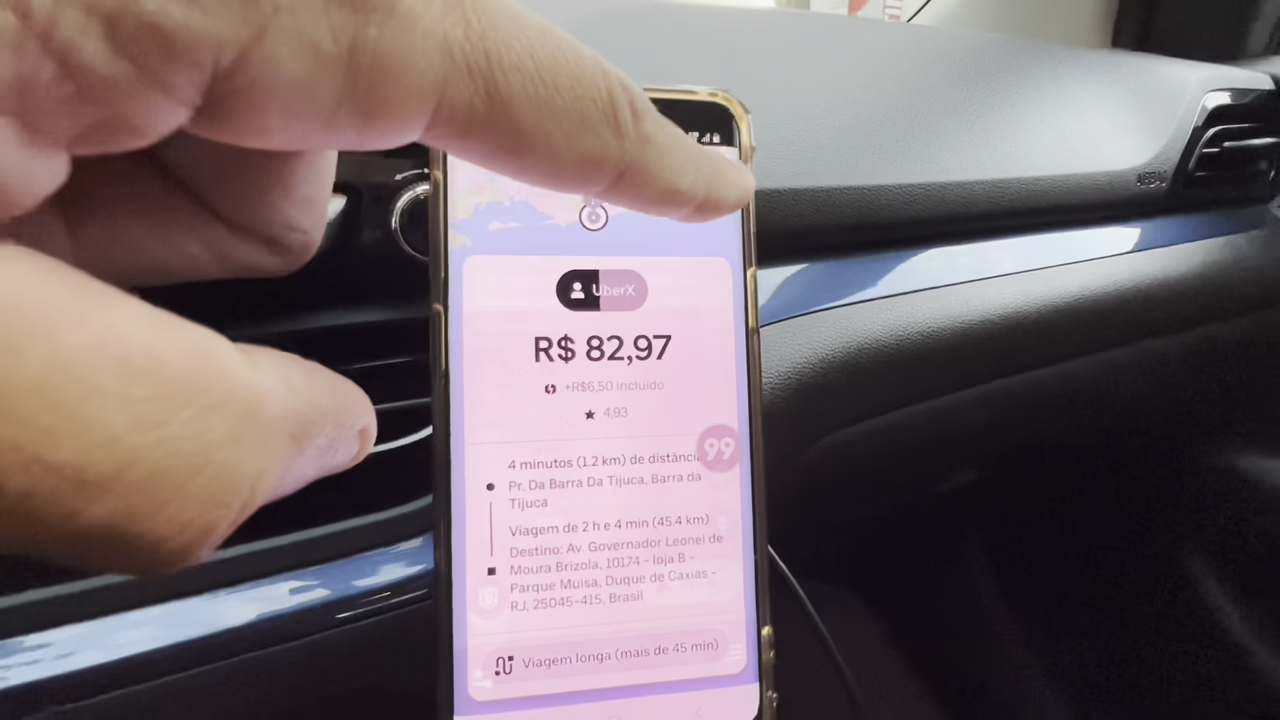 UberX
R$ 82,97
+R$6,50 incluído
4,93
99
4 minutos (1.2 km) de distância
Pr. Da Barra Da Tijuca, Barra da
Tijuca
Viagem de 2 h e 4 min (45.4 km)
Destino: Av. Governador Leonel de
Moura Brizola, 10174 - loja B -
Parque Muisa, Duque de Caxias -
RJ, 25045-415, Brasil
Viagem longa (mais de 45 min)
AIRBAG